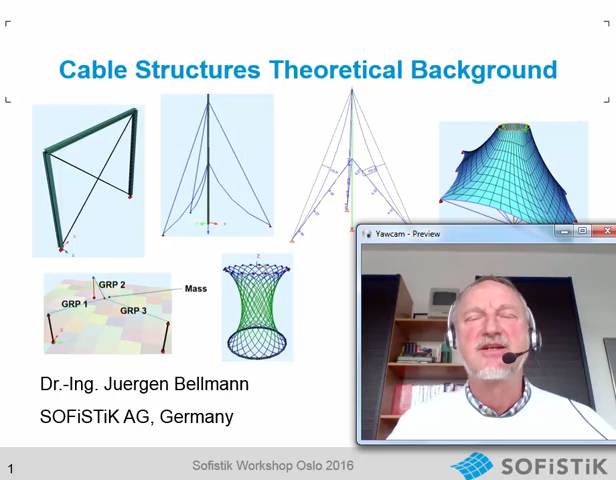 Cable Structures Theoretical Background
Yawcam - Preview
GRP 2
Mass
GRP 1
GRP 3
Dr.-Ing. Juergen Bellmann
SOFiSTiK AG, Germany
1
Sofistik Workshop Oslo 2016
SOFiSTiK